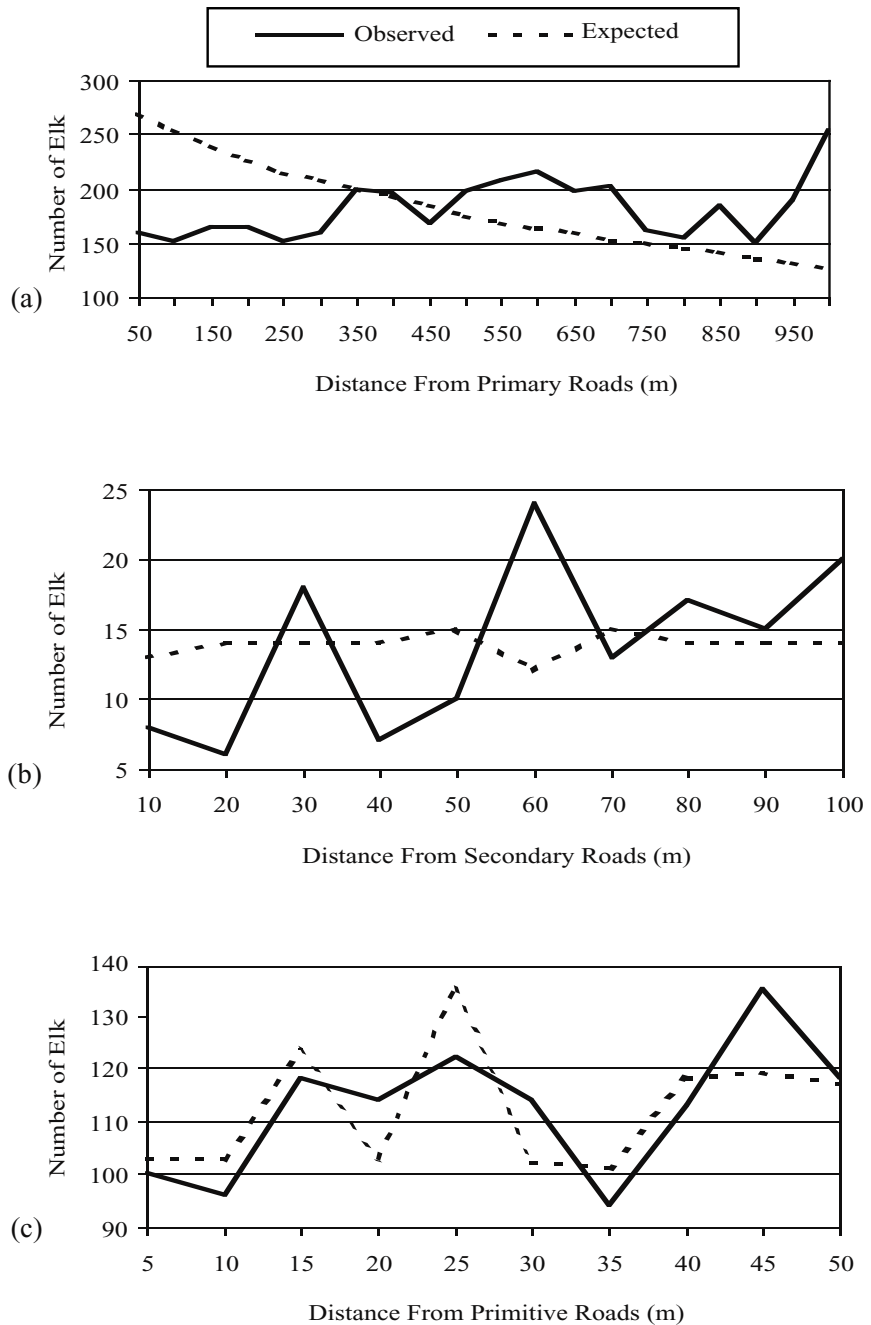 Observed Expected
300
250
200
150
100
Number of Elk
(a)
50 150 250 350 450 550 650 750 850 950
Distance From Primary Roads (m)
25
20
15
10
5
Number of Elk
(b)
10 20 30 40 50 60 70 80 90 100
Distance From Secondary Roads (m)
140
130
120
110
100
90
Number of Elk
(c)
5 10 15 20 25 30 35 40 45 50
Distance From Primitive Roads (m)